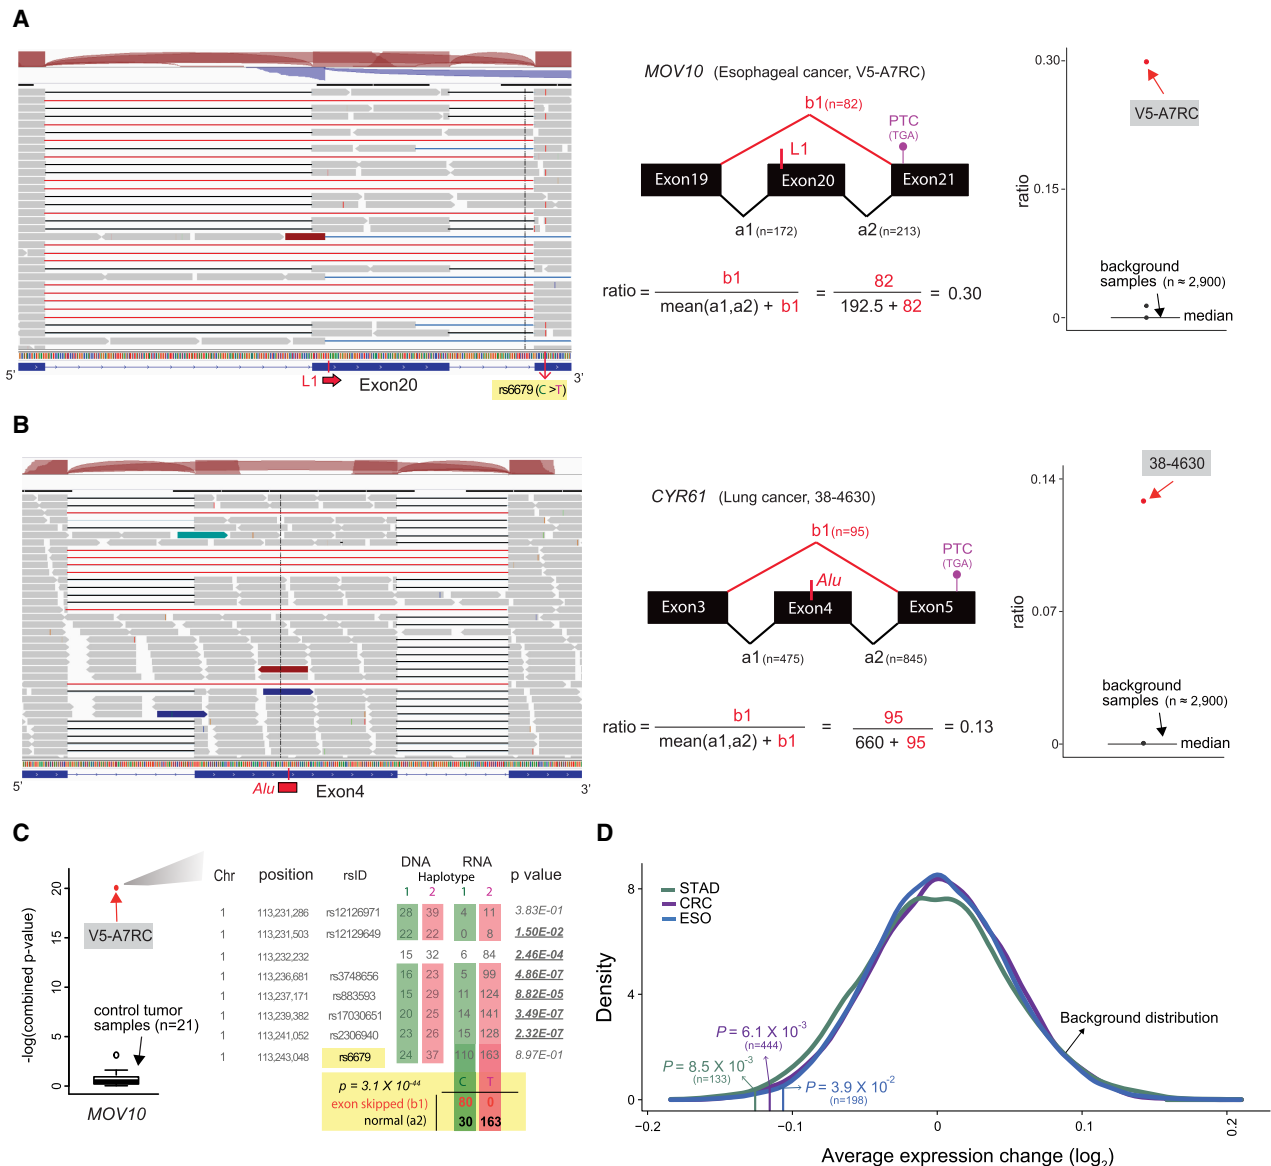 A
MOV10 (Esophageal cancer, V5-A7RC)
b1(n=82)
PTC
(TGA)
L1
Exon19
Exon20
Exon21
a1(n=172)
a2(n=213)
ratio = b1 / mean(a1,a2) + b1 = 82 / 192.5 + 82 = 0.30
ratio
0.30
0.15
0
V5-A7RC
background
samples (n ≈ 2,900)
median
5'
L1
Exon20
rs6679 (C >T)
3'
B
CYR61 (Lung cancer, 38-4630)
b1(n=95)
PTC
(TGA)
Alu
Exon3
Exon4
Exon5
a1(n=475)
a2(n=845)
ratio = b1 / mean(a1,a2) + b1 = 95 / 660 + 95 = 0.13
ratio
0.14
0.07
0
38-4630
background
samples (n ≈ 2,900)
median
5'
Alu
Exon4
3'
C
-log(combined p-value)
20
15
10
5
0
V5-A7RC
control tumor
samples (n=21)
MOV10
DNA RNA
Haplotype
Chr position rsID 1 2 1 2 p value
1 113,231,286 rs12126971 28 39 4 11 3.83E-01
1 113,231,503 rs12129649 22 22 0 8 1.50E-02
1 113,232,232 15 32 6 84 2.46E-04
1 113,236,681 rs3748656 16 23 5 99 4.86E-07
1 113,237,171 rs883593 15 29 11 124 8.82E-05
1 113,239,382 rs17030651 20 25 14 141 3.49E-07
1 113,241,052 rs2306940 23 26 15 128 2.32E-07
1 113,243,048 rs6679 24 37 110 163 8.97E-01
p = 3.1 X 10-44 C T
exon skipped (b1) 80 0
normal (a2) 30 163
D
STAD
CRC
ESO
Density
8
4
0
P = 6.1 X 10-3
(n=444)
P = 8.5 X 10-3
(n=133)
P = 3.9 X 10-2
(n=198)
Background distribution
−0.2
−0.1
0
0.1
0.2
Average expression change (log2)